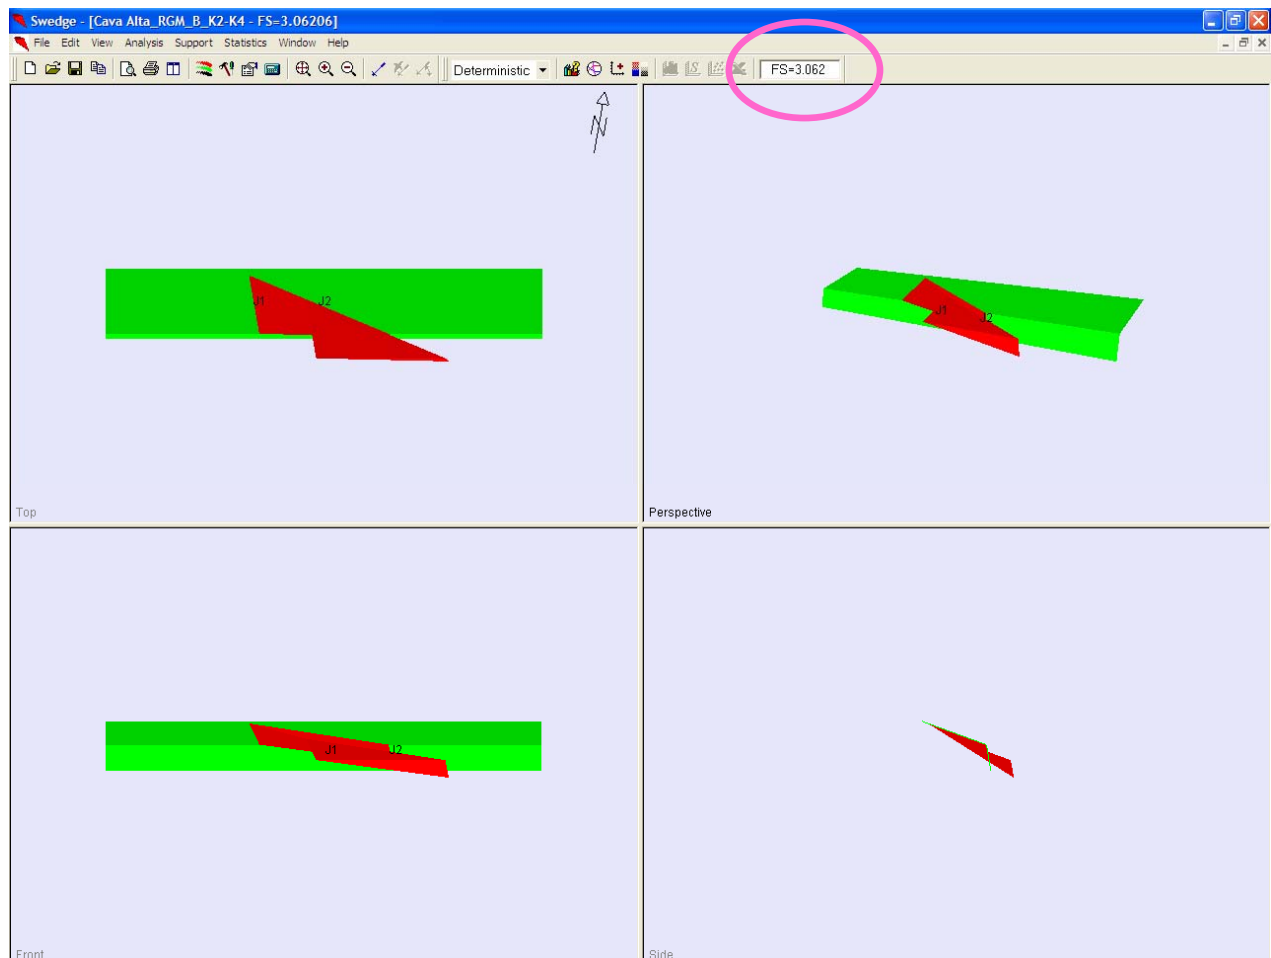 Swedge - [Cava Alta_RGM_B_K2-K4 - FS=3.06206]
File Edit View Analysis Support Statistics Window Help
Deterministic FS=3.062
N
J1 J2
Top
J1 J2
Perspective
J1 J2
Front
Side